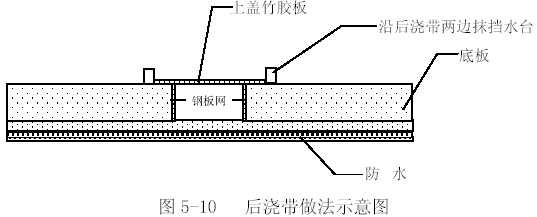 上盖竹胶板
沿后浇带两边抹挡水台
底板
钢板网
防 水
图 5-10 后浇带做法示意图